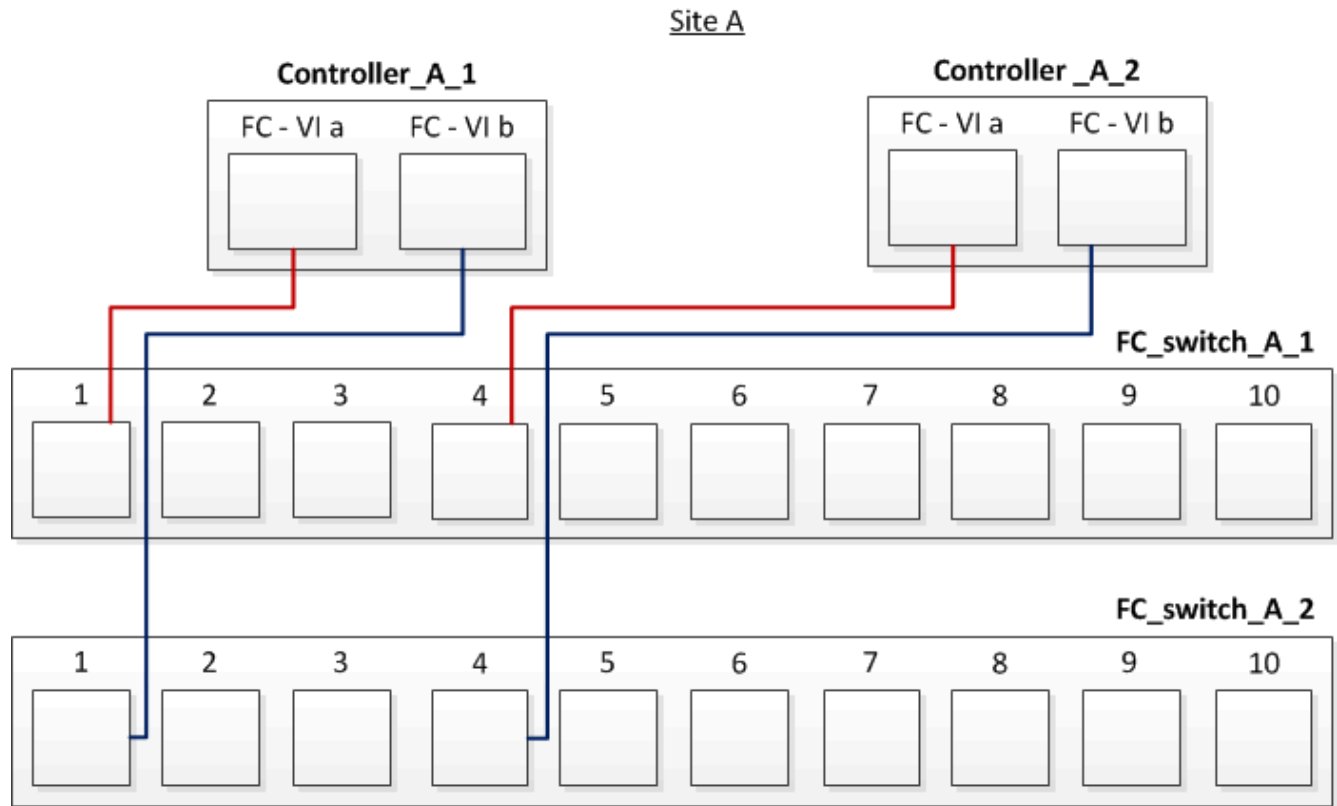 Site A
Controller_A_1
Controller _A_2
FC - VI a FC - VI b
FC - VI a FC - VI b
FC_switch_A_1
1 2 3 4 5 6 7 8 9 10
FC_switch_A_2
1 2 3 4 5 6 7 8 9 10